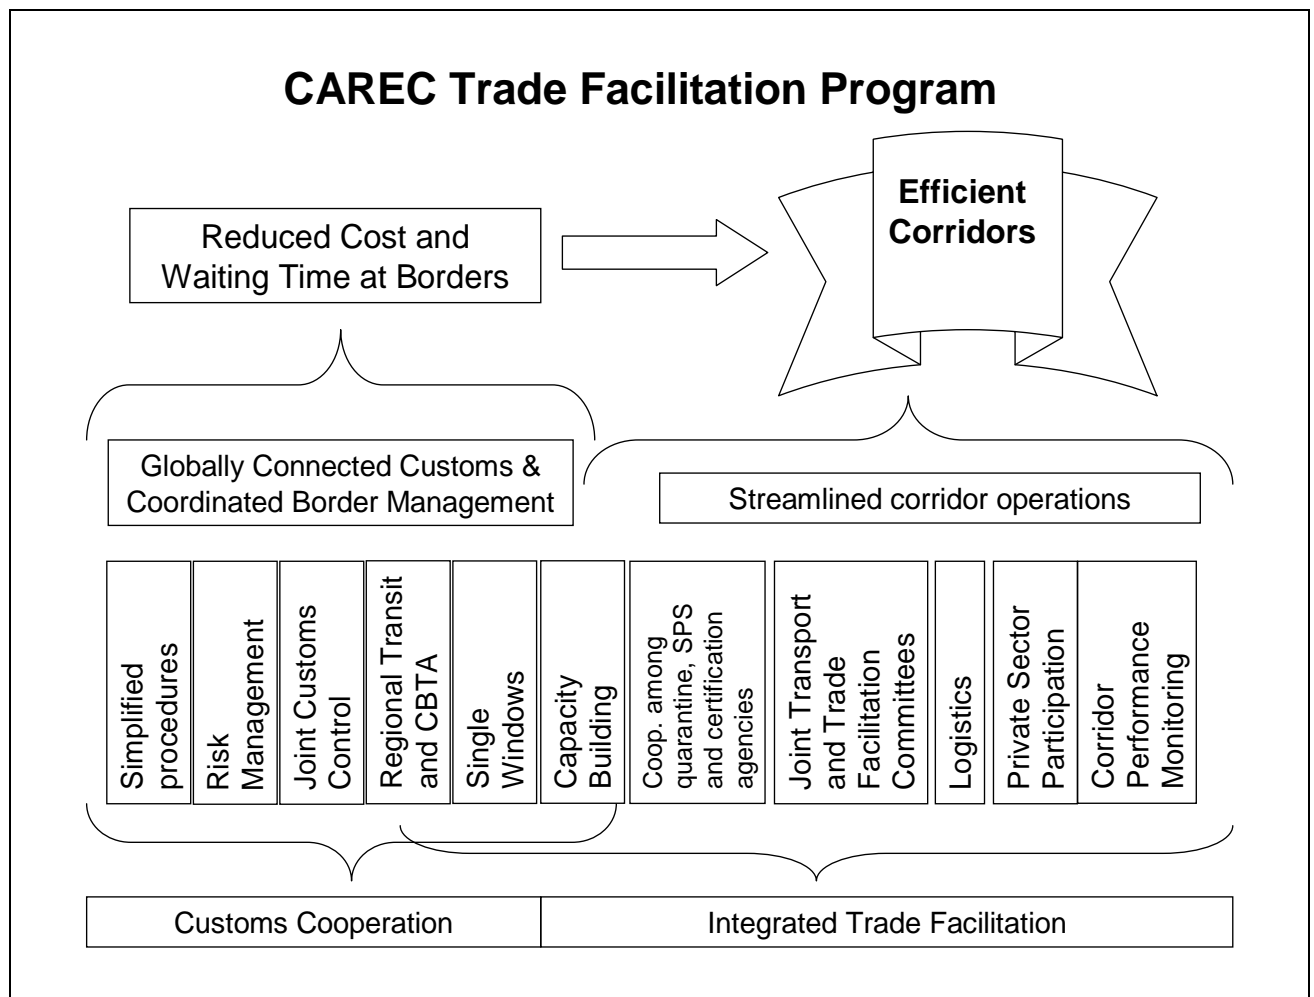 CAREC Trade Facilitation Program
Efficient
Corridors
Reduced Cost and
Waiting Time at Borders
Globally Connected Customs &
Coordinated Border Management
Streamlined corridor operations
Simplified
procedures
Risk
Management
Joint Customs
Control
Regional Transit
and CBTA
Single
Windows
Capacity
Building
Coop. among
quarantine, SPS
and certification
agencies
Joint Transport
and Trade
Facilitation
Committees
Logistics
Private Sector
Participation
Corridor
Performance
Monitoring
Customs Cooperation
Integrated Trade Facilitation